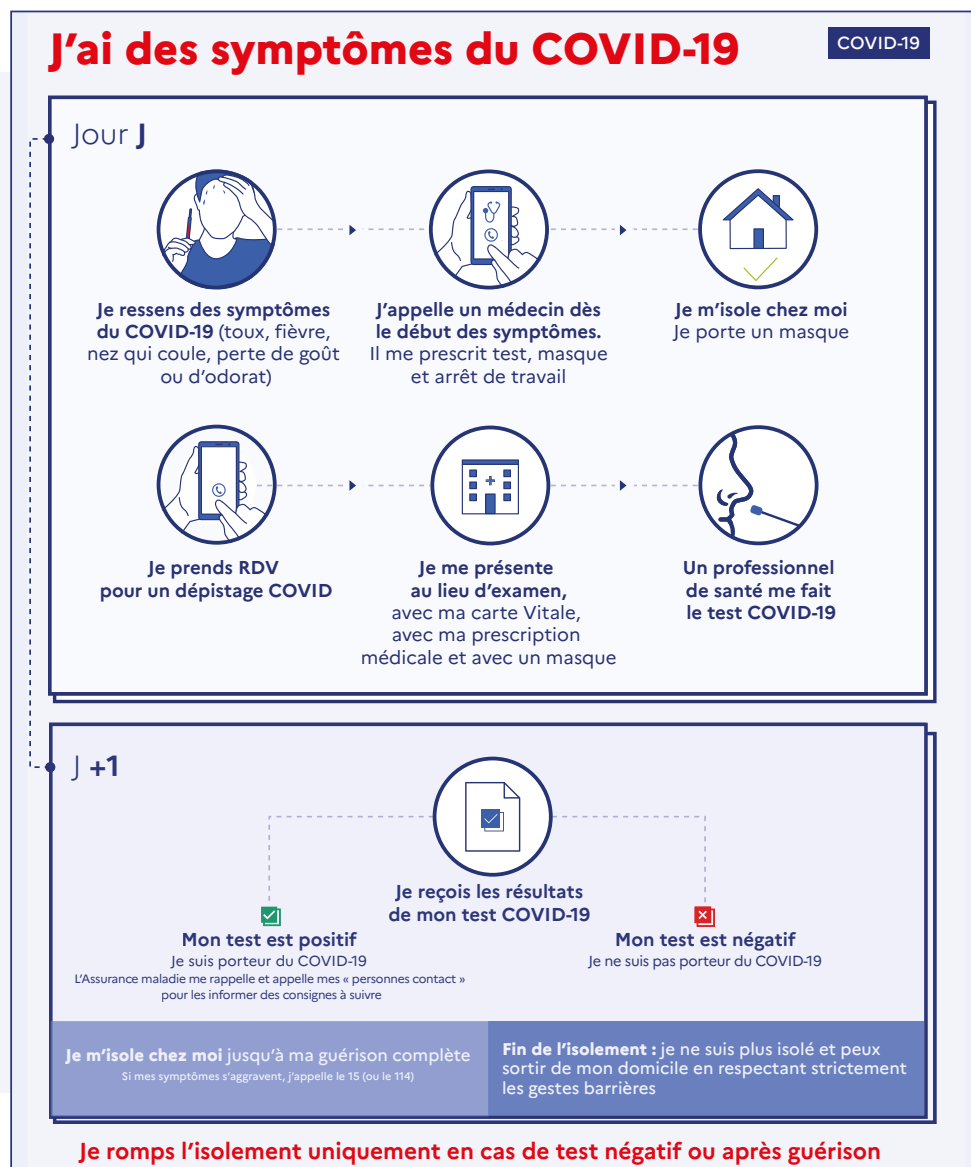 J'ai des symptômes du COVID-19
COVID-19
Jour J
Je ressens des symptômes
du COVID-19 (toux, fièvre,
nez qui coule, perte de goût
ou d'odorat)
J'appelle un médecin dès
le début des symptômes.
Il me prescrit test, masque
et arrêt de travail
Je m'isole chez moi
Je porte un masque
Je prends RDV
pour un dépistage COVID
Je me présente
au lieu d'examen,
avec ma carte Vitale,
avec ma prescription
médicale et avec un masque
Un professionnel
de santé me fait
le test COVID-19
J +1
Je reçois les résultats
de mon test COVID-19
Mon test est positif
Je suis porteur du COVID-19
L'Assurance maladie me rappelle et appelle mes « personnes contact »
pour les informer des consignes à suivre
Mon test est négatif
Je ne suis pas porteur du COVID-19
Je m'isole chez moi jusqu'à ma guérison complète
Si mes symptômes s'aggravent, j'appelle le 15 (ou le 114)
Fin de l'isolement : je ne suis plus isolé et peux
sortir de mon domicile en respectant strictement
les gestes barrières
Je romps l'isolement uniquement en cas de test négatif ou après guérison